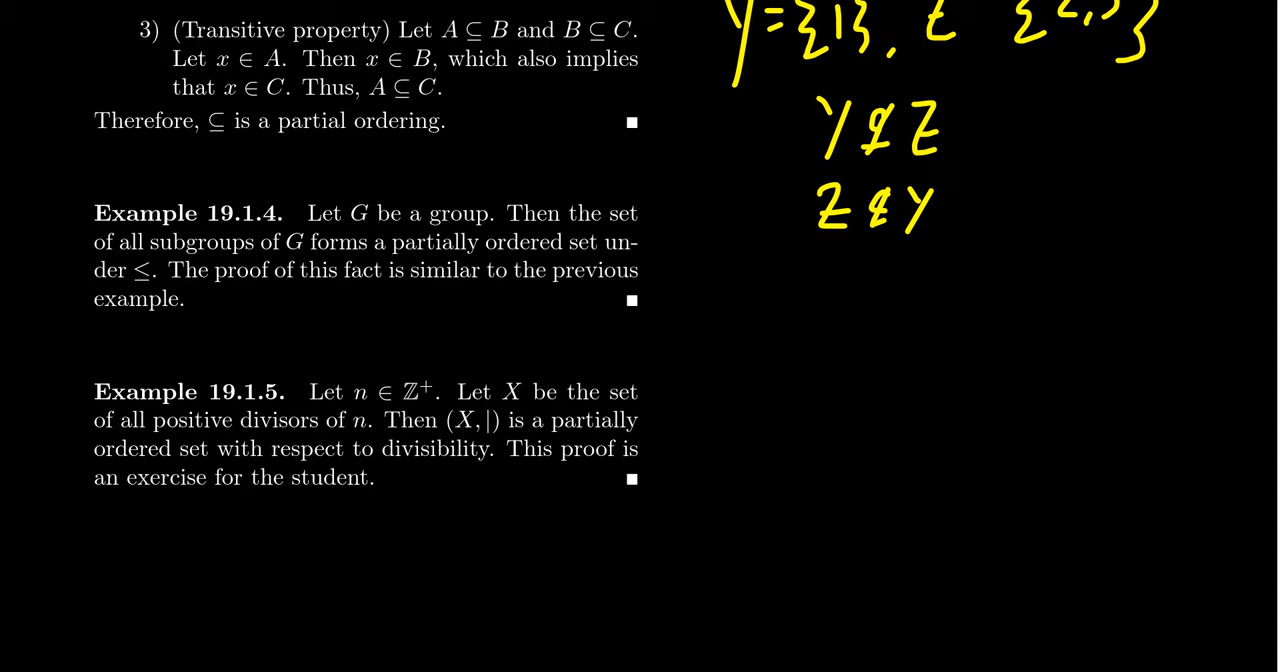 3) (Transitive property) Let A ⊆ B and B ⊆ C.
Let x ∈ A. Then x ∈ B, which also implies
that x ∈ C. Thus, A ⊆ C.
Therefore, ⊆ is a partial ordering. ■
Example 19.1.4. Let G be a group. Then the set
of all subgroups of G forms a partially ordered set un-
der ≤. The proof of this fact is similar to the previous
example. ■
Example 19.1.5. Let n ∈ ℤ⁺. Let X be the set
of all positive divisors of n. Then (X, |) is a partially
ordered set with respect to divisibility. This proof is
an exercise for the student. ■
Y = {1}, Z {2, 3}
Y ⊈ Z
Z ⊈ Y